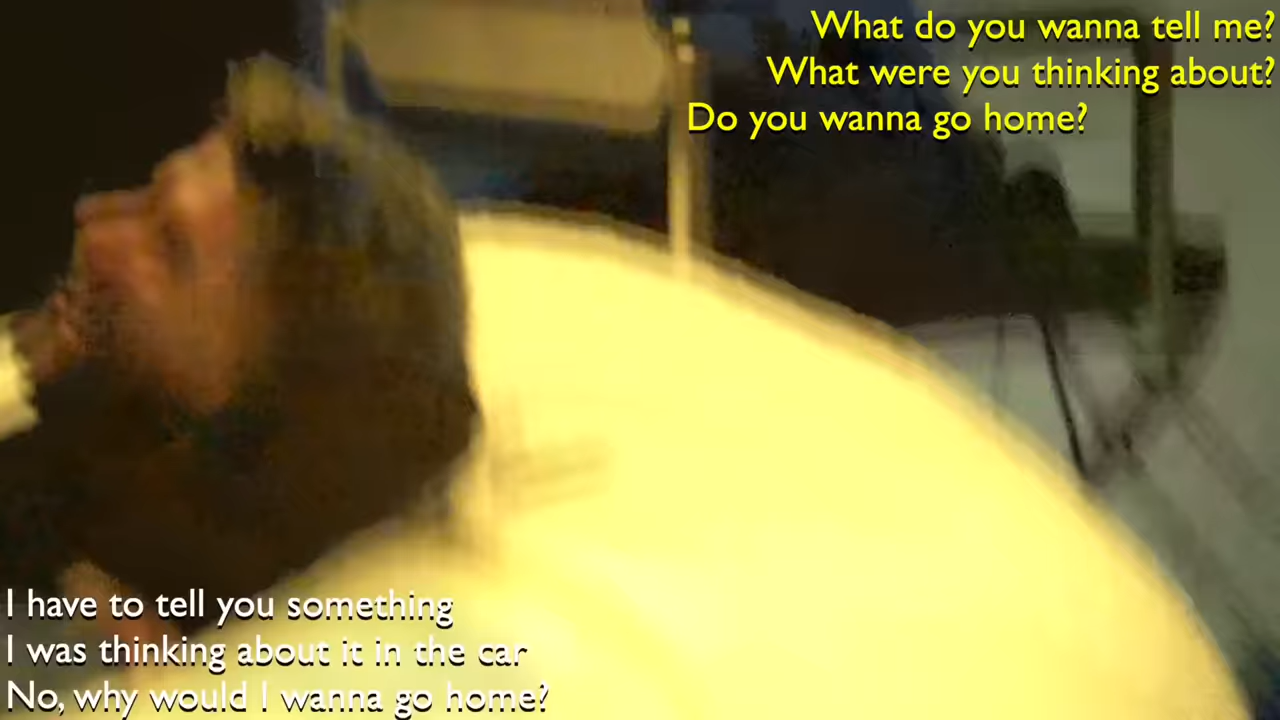 What do you wanna tell me?
What were you thinking about?
Do you wanna go home?
I have to tell you something
I was thinking about it in the car
No, why would I wanna go home?